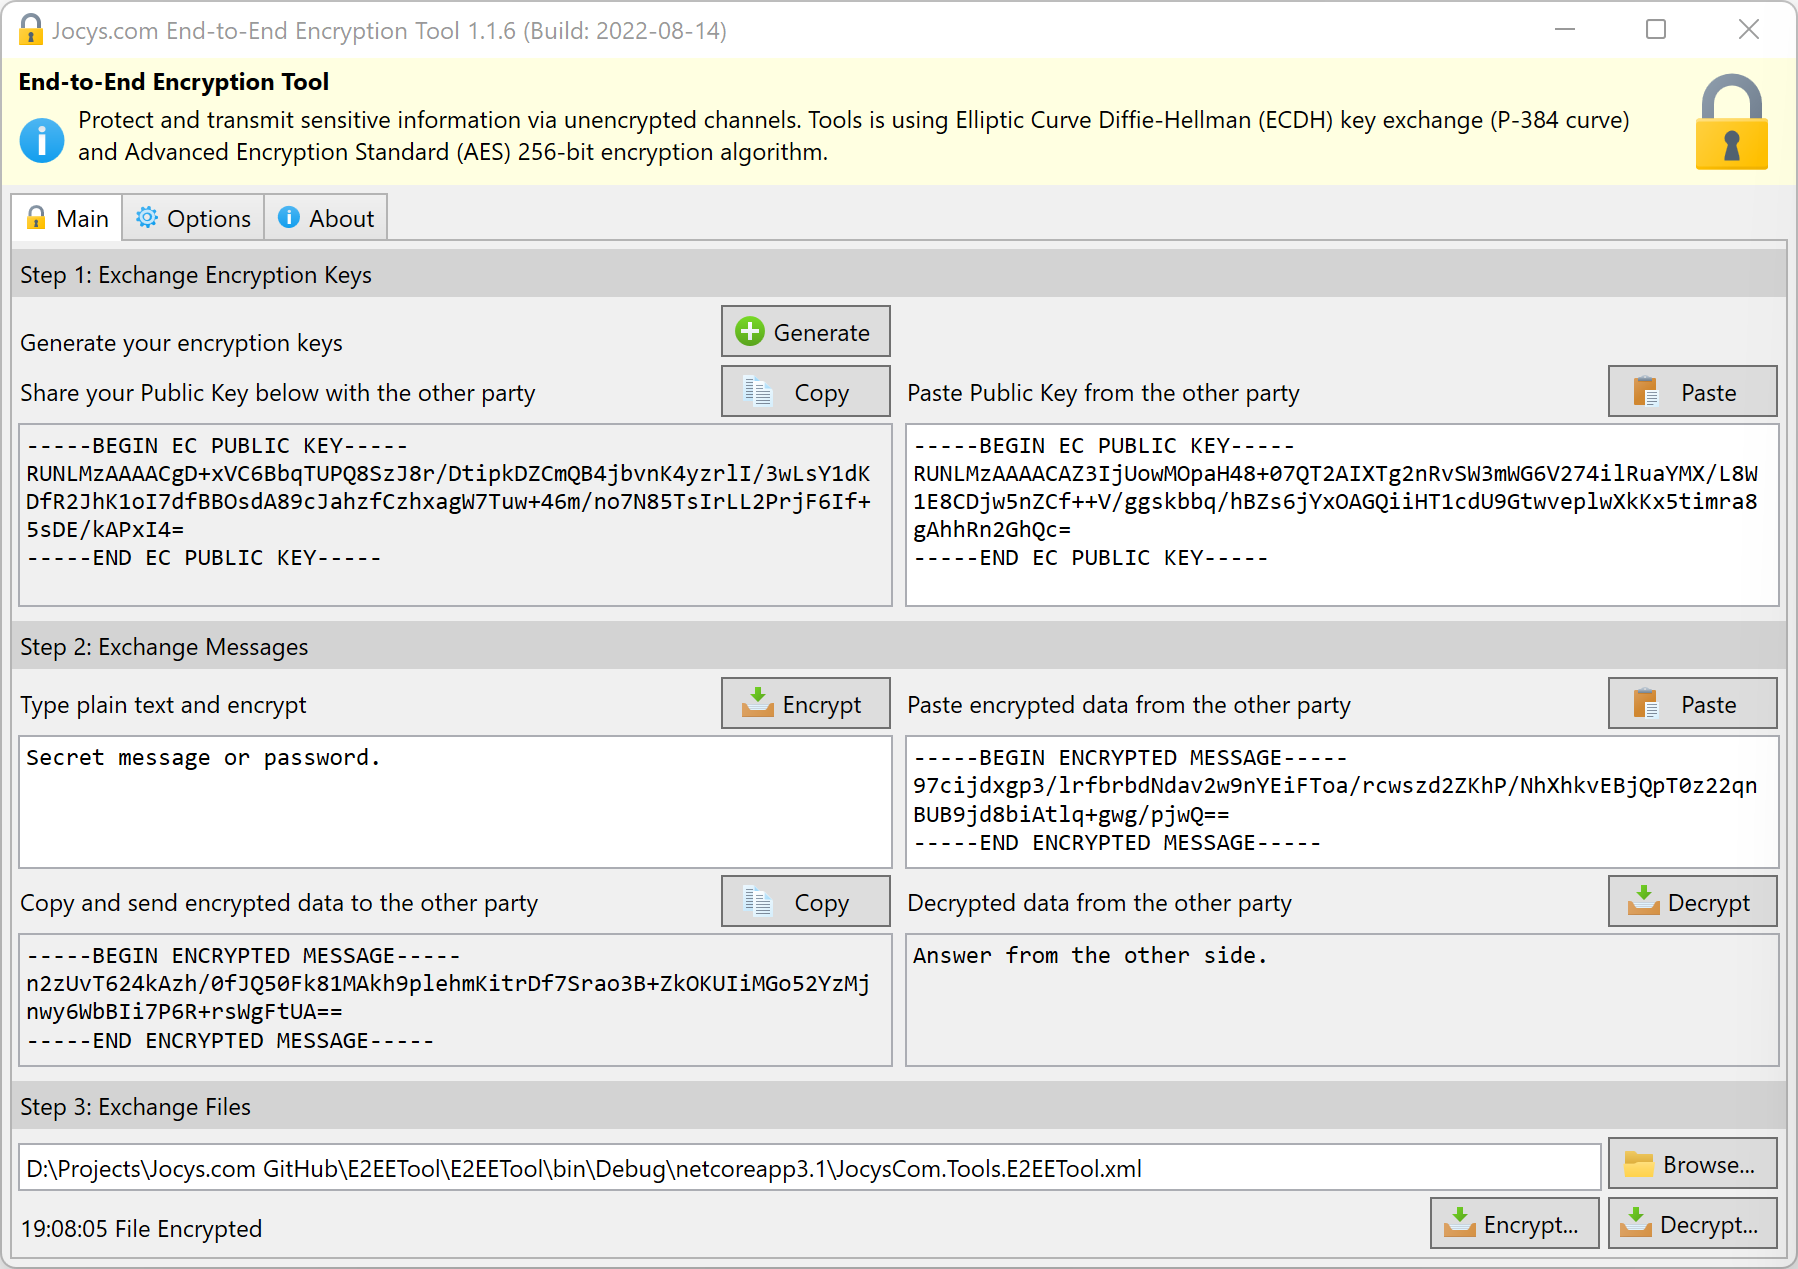 Jocys.com End-to-End Encryption Tool 1.1.6 (Build: 2022-08-14)
End-to-End Encryption Tool
Protect and transmit sensitive information via unencrypted channels. Tools is using Elliptic Curve Diffie-Hellman (ECDH) key exchange (P-384 curve)
and Advanced Encryption Standard (AES) 256-bit encryption algorithm.
Main
Options
About
Step 1: Exchange Encryption Keys
Generate your encryption keys
Generate
Share your Public Key below with the other party
Copy
-----BEGIN EC PUBLIC KEY-----
RUNLMzAAAACgD+xVC6BbqTUPQ8SzJ8r/DtipkDZCmQB4jbvnK4yzrlI/3wLsY1dK
DfR2JhK1oI7dfBBOsdA89cJahzfCzhxagW7Tuw+46m/no7N85TsIrLL2PrjF6If+
5sDE/kAPxI4=
-----END EC PUBLIC KEY-----
Paste Public Key from the other party
Paste
-----BEGIN EC PUBLIC KEY-----
RUNLMzAAAACAZ3IjUowMOpaH48+07QT2AIXTg2nRvSW3mWG6V274ilRuaYMX/L8W
1E8CDjw5nZCf++V/ggskbbq/hBZs6jYxOAGQiiHT1cdU9GtwveplwXkKx5timra8
gAhhRn2GhQc=
-----END EC PUBLIC KEY-----
Step 2: Exchange Messages
Type plain text and encrypt
Encrypt
Secret message or password.
Paste encrypted data from the other party
Paste
-----BEGIN ENCRYPTED MESSAGE-----
97cijdxgp3/lrfbrbdNdav2w9nYEiFToa/rcwszd2ZKhP/NhXhkvEBjQpT0z22qn
BUB9jd8biAtlq+gwg/pjwQ==
-----END ENCRYPTED MESSAGE-----
Copy and send encrypted data to the other party
Copy
-----BEGIN ENCRYPTED MESSAGE-----
n2zUvT624kAzh/0fJQ50Fk81MAkh9plehmKitrDf7Srao3B+ZkOKUIiMGo52YzMj
nwy6WbBIi7P6R+rsWgFtUA==
-----END ENCRYPTED MESSAGE-----
Decrypted data from the other party
Decrypt
Answer from the other side.
Step 3: Exchange Files
D:\Projects\Jocys.com GitHub\E2EETool\E2EETool\bin\Debug\netcoreapp3.1\JocysCom.Tools.E2EETool.xml
Browse...
19:08:05 File Encrypted
Encrypt...
Decrypt...